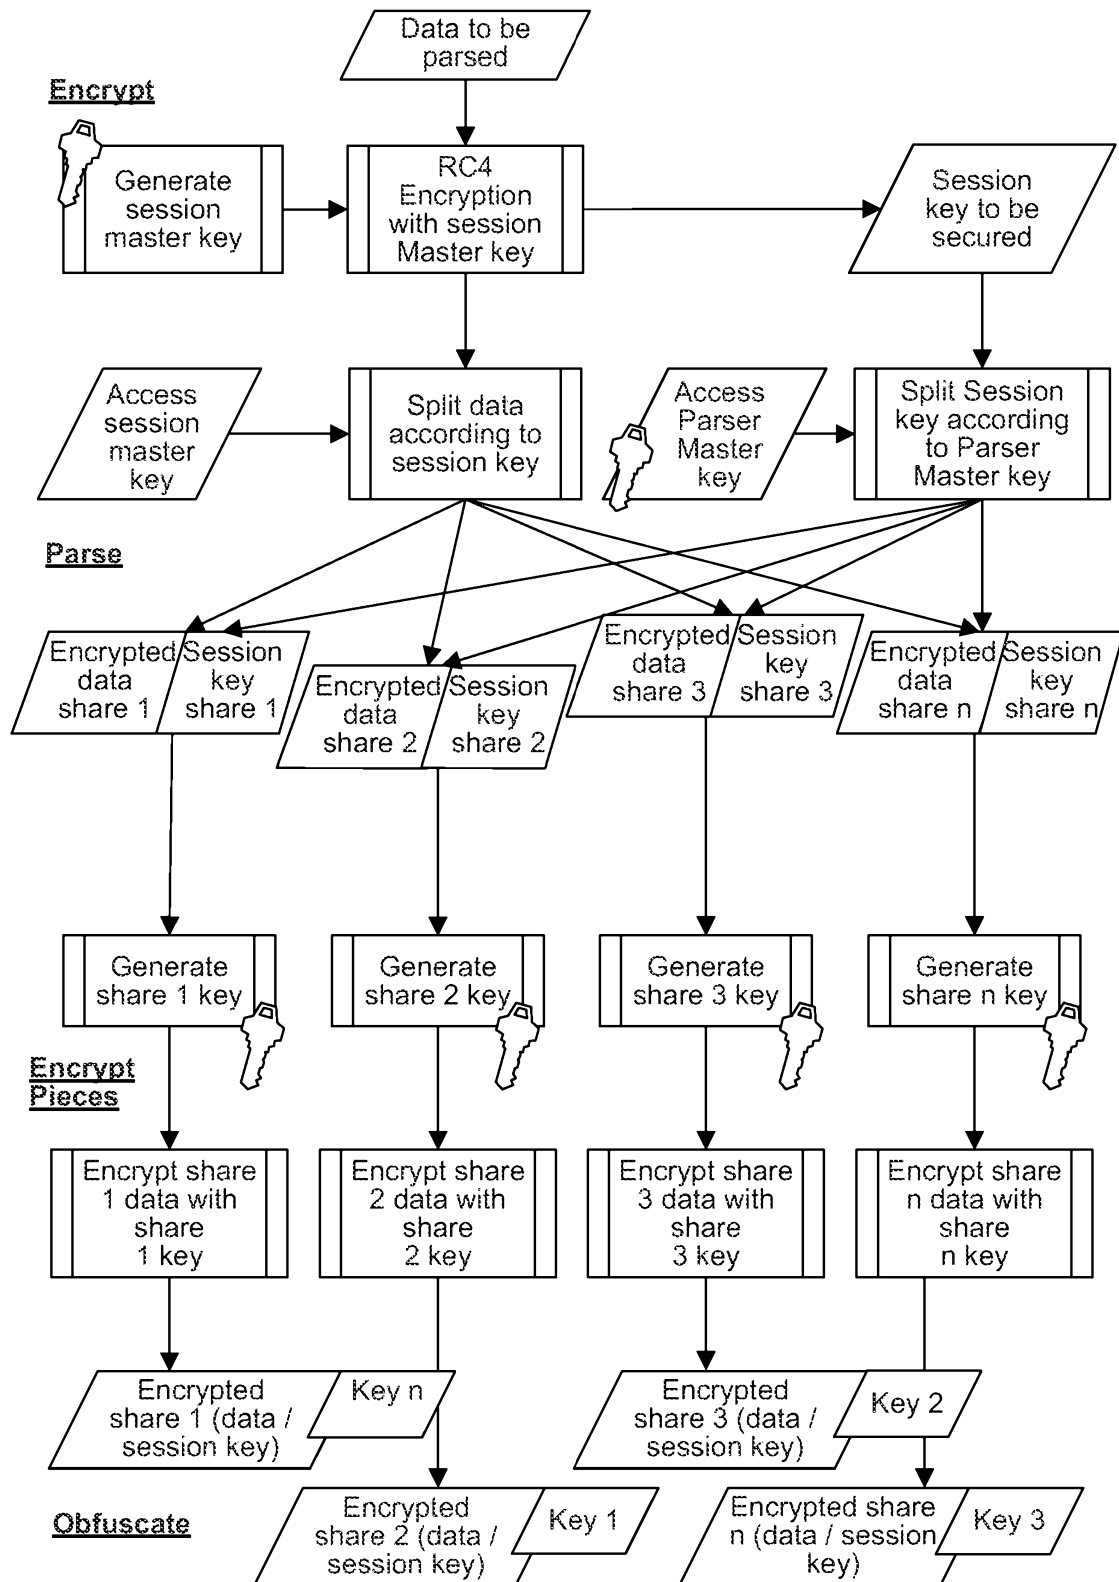 Data to be
parsed
Encrypt
Generate
session
master key
RC4
Encryption
with session
Master key
Session
key to be
secured
Access
session
master
key
Split data
according to
session key
Access
Parser
Master
key
Split Session
key according
to Parser
Master key
Parse
Encrypted
data
share 1
Session
key
share 1
Encrypted
data
share 2
Session
key
share 2
Encrypted
data
share 3
Session
key
share 3
Encrypted
data
share n
Session
key
share n
Generate
share 1 key
Generate
share 2 key
Generate
share 3 key
Generate
share n key
Encrypt
Pieces
Encrypt share
1 data with
share
1 key
Encrypt share
2 data with
share
2 key
Encrypt share
3 data with
share
3 key
Encrypt share
n data with
share
n key
Encrypted
share 1 (data /
session key)
Key n
Encrypted
share 3 (data /
session key)
Key 2
Obfuscate
Encrypted
share 2 (data /
session key)
Key 1
Encrypted share
n (data / session
key)
Key 3